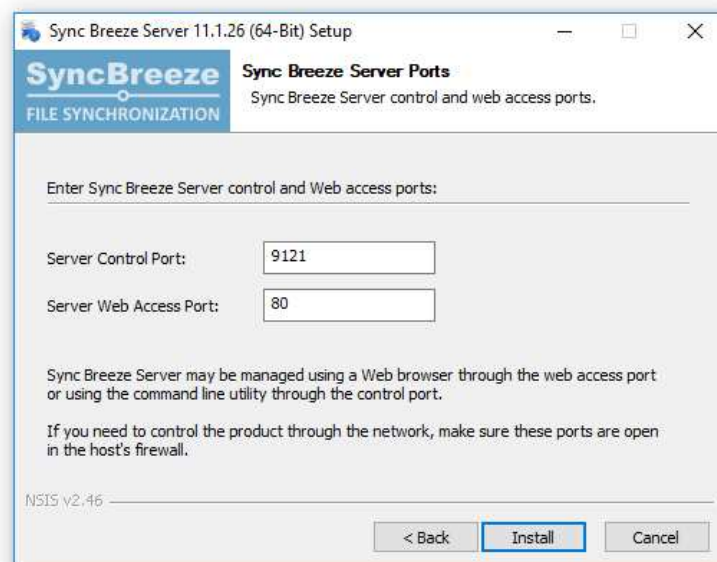 Sync Breeze Server 11.1.26 (64-Bit) Setup
SyncBreeze
FILE SYNCHRONIZATION
Sync Breeze Server Ports
Sync Breeze Server control and web access ports.
Enter Sync Breeze Server control and Web access ports:
Server Control Port: 9121
Server Web Access Port: 80
Sync Breeze Server may be managed using a Web browser through the web access port
or using the command line utility through the control port.
If you need to control the product through the network, make sure these ports are open
in the host's firewall.
NSIS v2.46
< Back Install Cancel